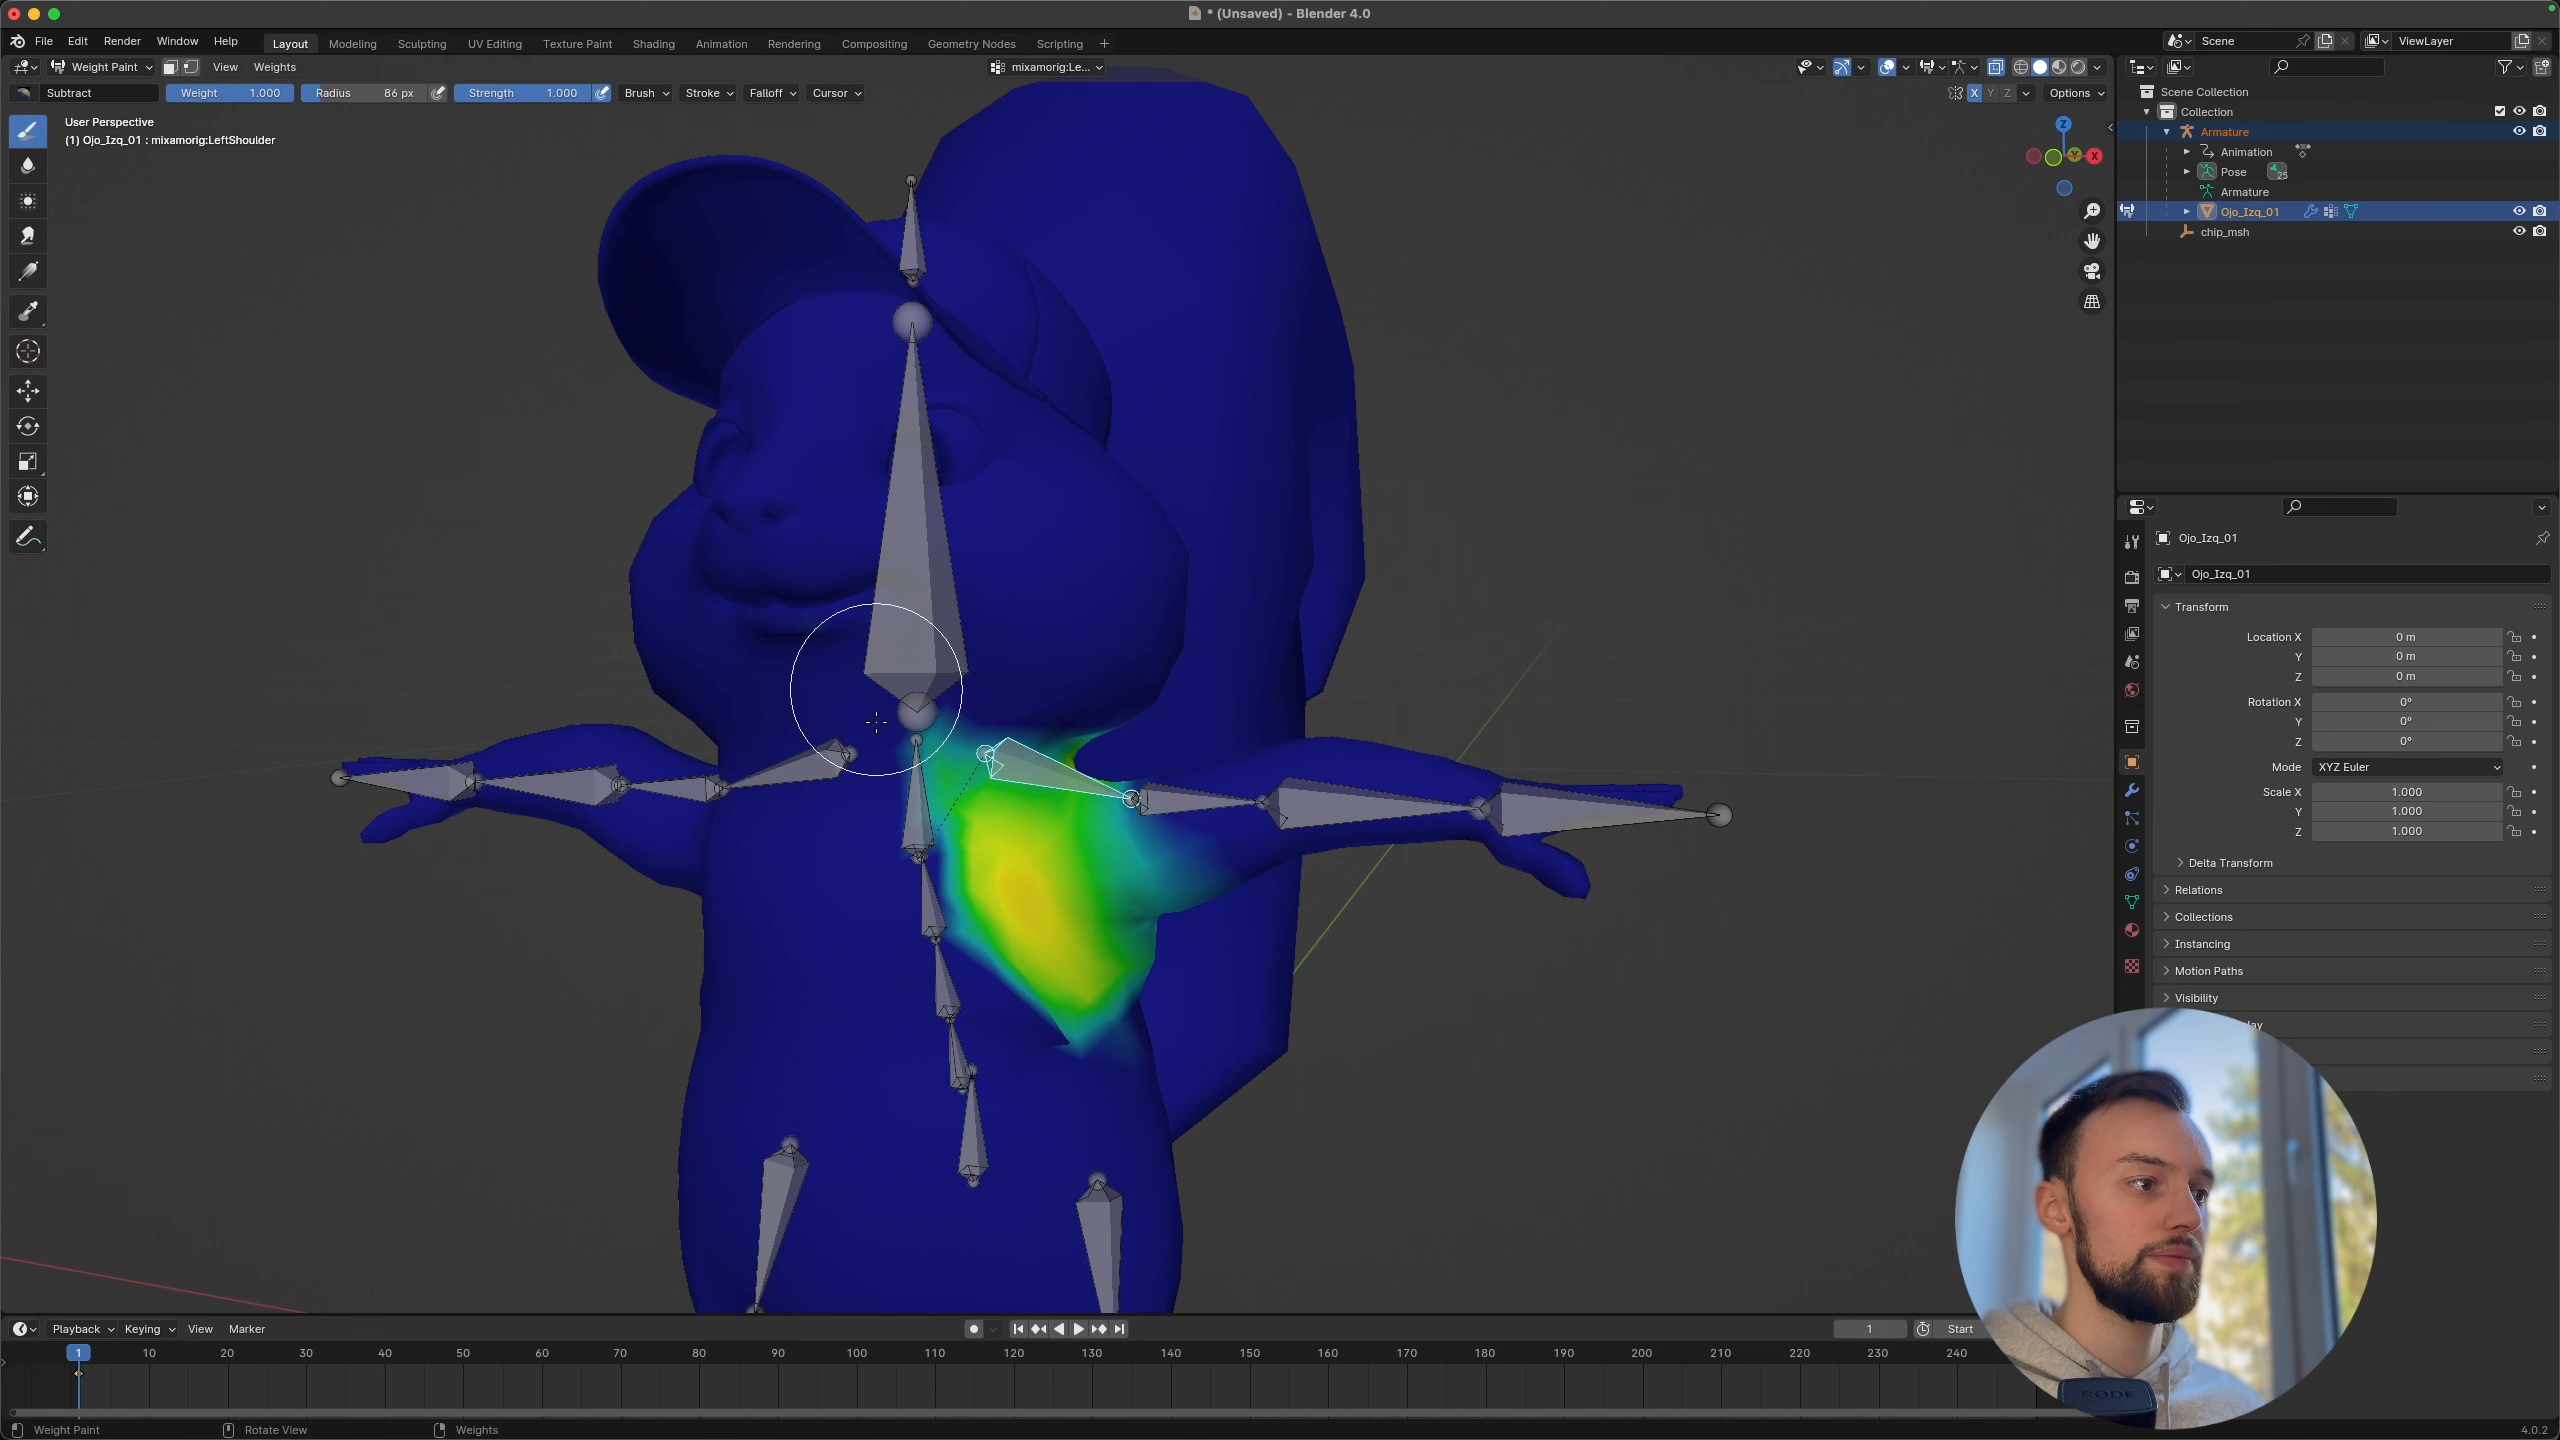 * (Unsaved) - Blender 4.0
File Edit Render Window Help Layout Modeling Sculpting UV Editing Texture Paint Shading Animation Rendering Compositing Geometry Nodes Scripting + Scene ViewLayer
Weight Paint View Weights mixamorig:Le...
Subtract Weight 1.000 Radius 86 px Strength 1.000 Brush Stroke Falloff Cursor X Y Z Options
User Perspective
(1) Ojo_Izq_01 : mixamorig:LeftShoulder
Z
Y
X
Scene Collection
Collection
Armature
Animation
Pose 25
Armature
Ojo_Izq_01
chip_msh
Ojo_Izq_01
Ojo_Izq_01
Transform
Location X 0 m
Y 0 m
Z 0 m
Rotation X 0°
Y 0°
Z 0°
Mode XYZ Euler
Scale X 1.000
Y 1.000
Z 1.000
Delta Transform
Relations
Collections
Instancing
Motion Paths
Visibility
Playback Keying View Marker 1 Start
1 10 20 30 40 50 60 70 80 90 100 110 120 130 140 150 160 170 180 190 200 210 220 230 240
RODE
Weight Paint Rotate View Weights 4.0.2